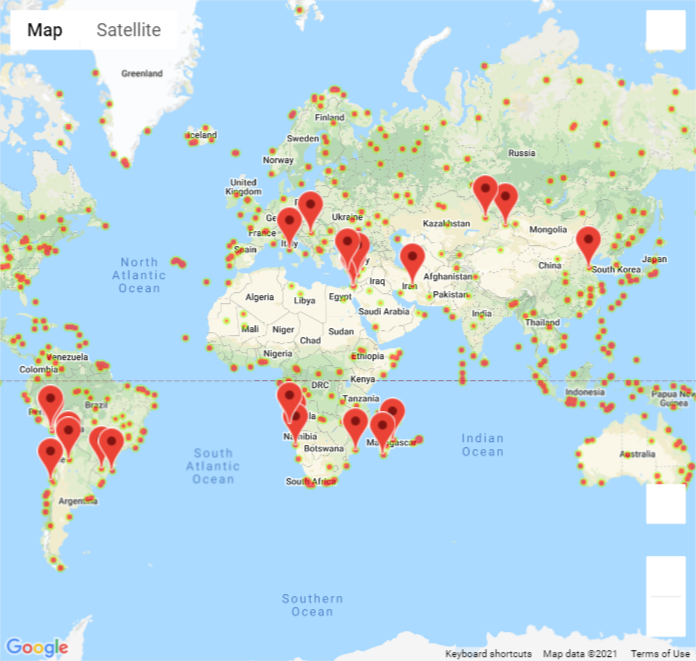 Map Satellite
Greenland
Iceland
Finland
Sweden
Norway
Russia
United
Kingdom
Ukraine
France
Spain
Kazakhstan
Mongolia
North
Atlantic
Ocean
Algeria
Libya
Egypt
Iraq
Iran
Afghanistan
Pakistan
China
South Korea
Japan
Saudi Arabia
India
Mali
Niger
Chad
Sudan
Nigeria
Ethiopia
Thailand
Venezuela
Colombia
DRC
Kenya
Tanzania
Indonesia
Papua New
Guinea
Brazil
Namibia
Botswana
Madagascar
South
Atlantic
Ocean
Indian
Ocean
Australia
South Africa
Argentina
Southern
Ocean
Google
Keyboard shortcuts Map data ©2021 Terms of Use